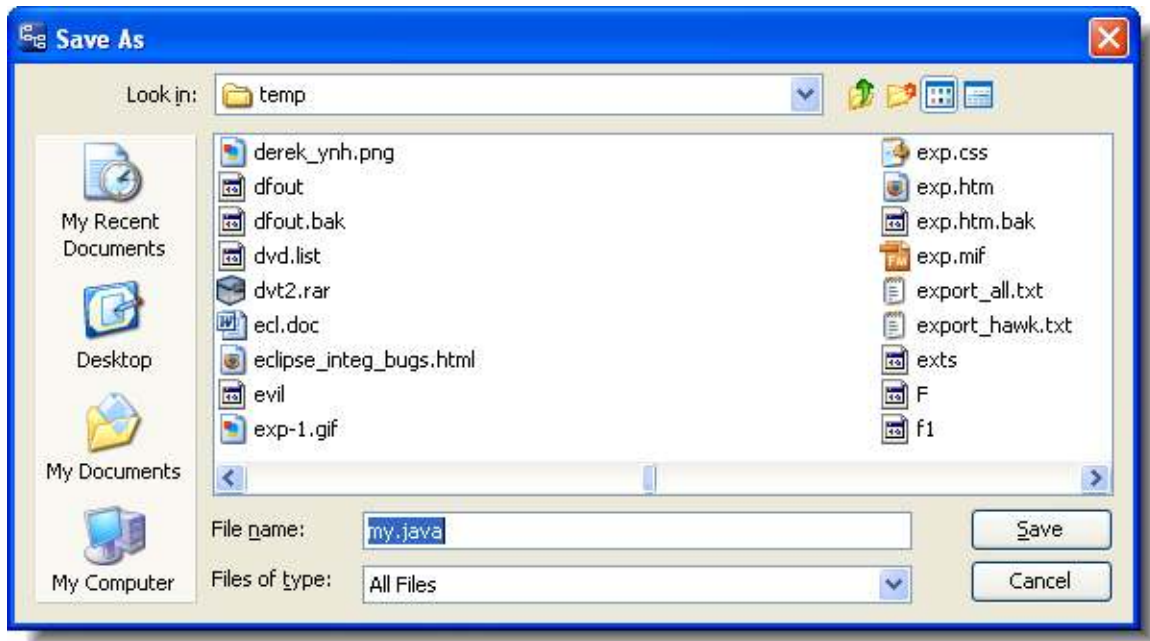 Save As
Look in:
temp
My Recent
Documents
Desktop
My Documents
My Computer
derek_ynh.png
dfout
dfout.bak
dvd.list
dvt2.rar
ecl.doc
eclipse_integ_bugs.html
evil
exp-1.gif
exp.css
exp.htm
exp.htm.bak
exp.mif
export_all.txt
export_hawk.txt
exts
F
f1
File name:
my.java
Save
Files of type:
All Files
Cancel